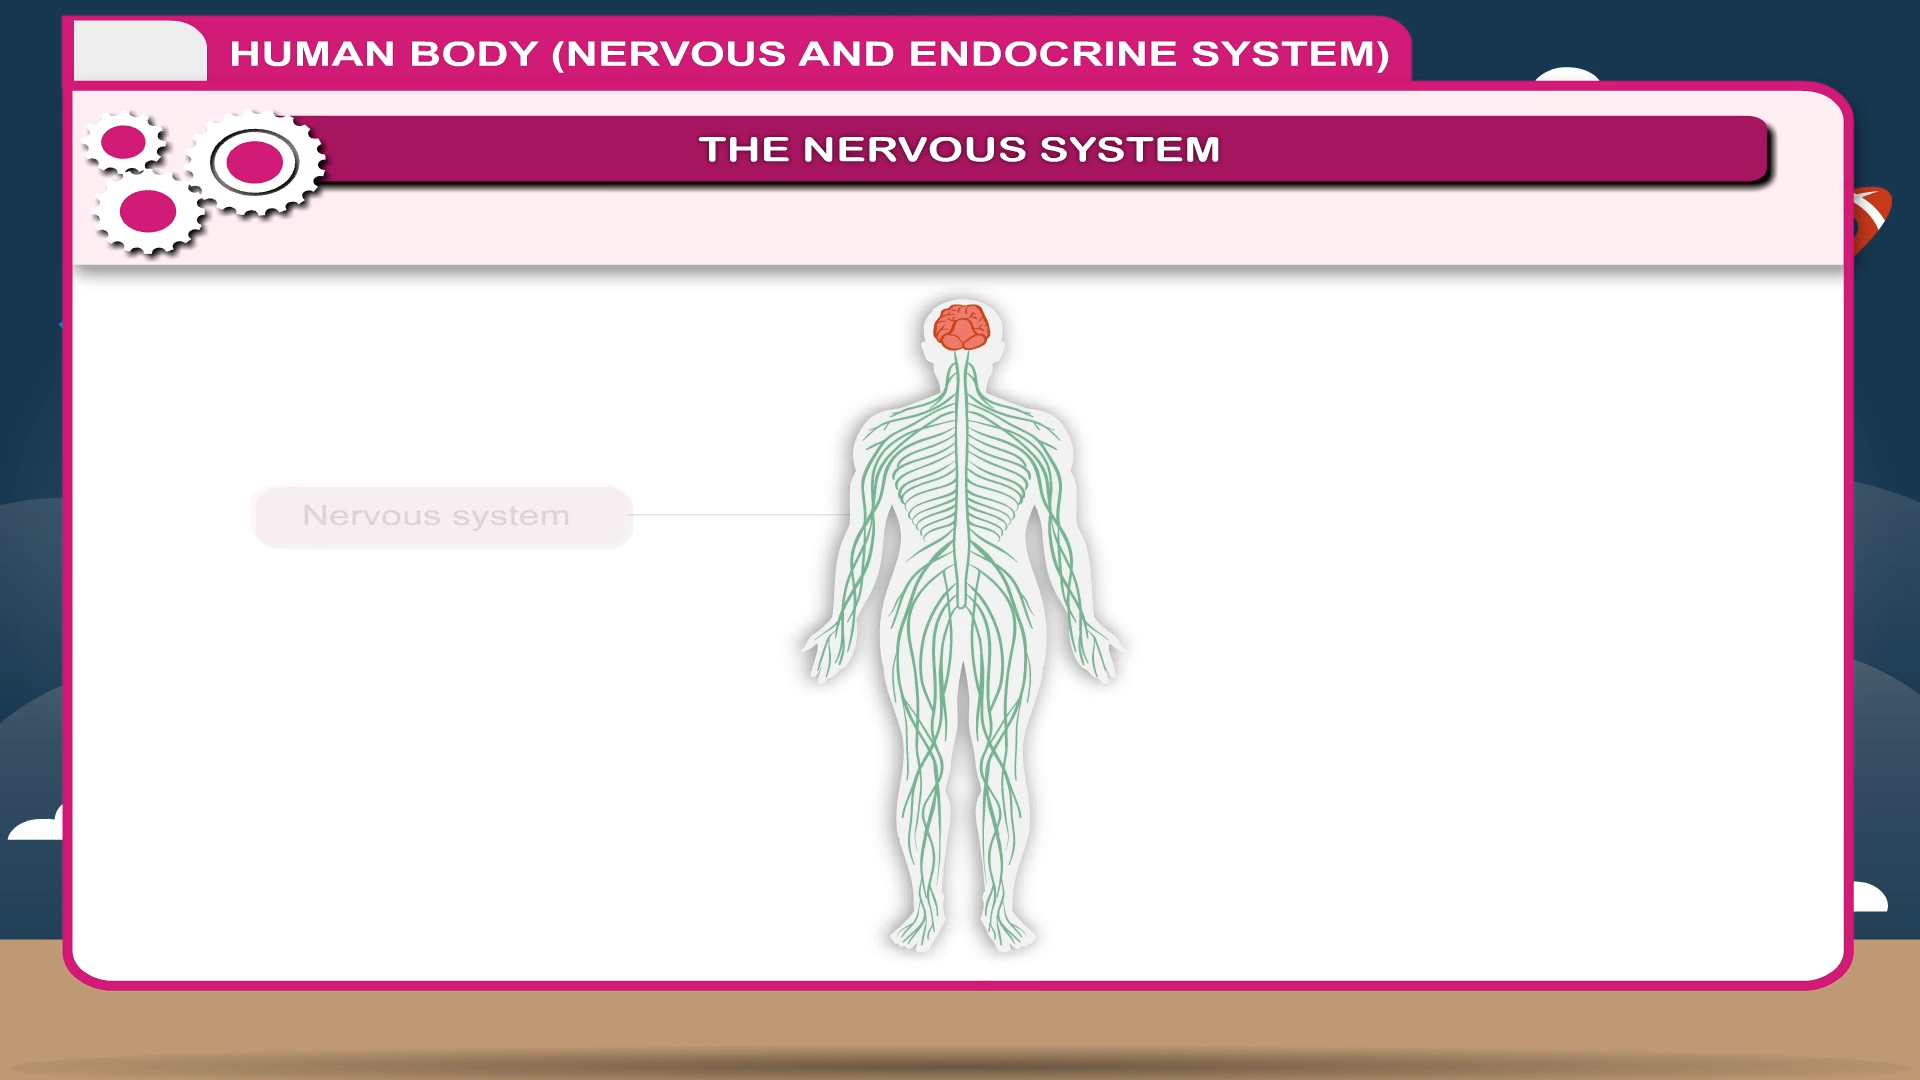 HUMAN BODY (NERVOUS AND ENDOCRINE SYSTEM)
THE NERVOUS SYSTEM
Nervous system